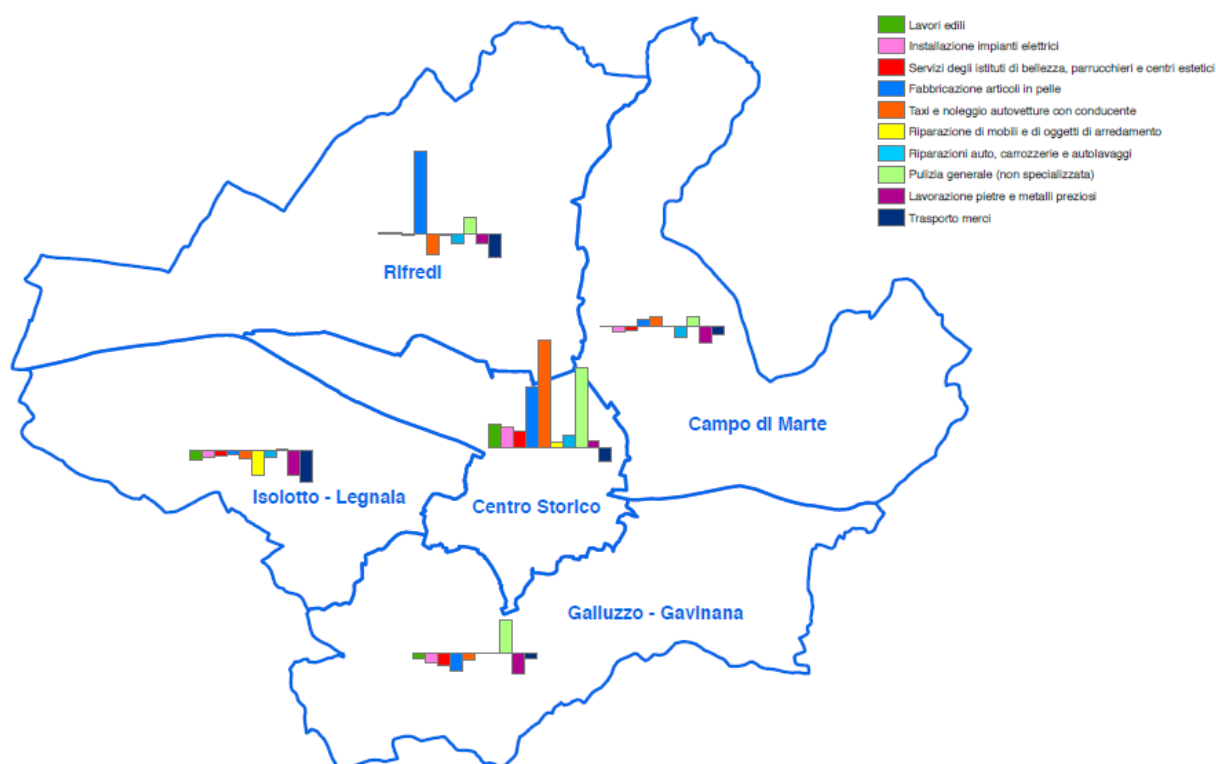 Lavori edili
Installazione impianti elettrici
Servizi degli istituti di bellezza, parrucchieri e centri estetici
Fabbricazione articoli in pelle
Taxi e noleggio autovetture con conducente
Riparazione di mobili e di oggetti di arredamento
Riparazioni auto, carrozzerie e autolavaggi
Pulizia generale (non specializzata)
Lavorazione pietre e metalli preziosi
Trasporto merci
Rifredi
Campo di Marte
Isolotto - Legnaia
Centro Storico
Galluzzo - Gavinana